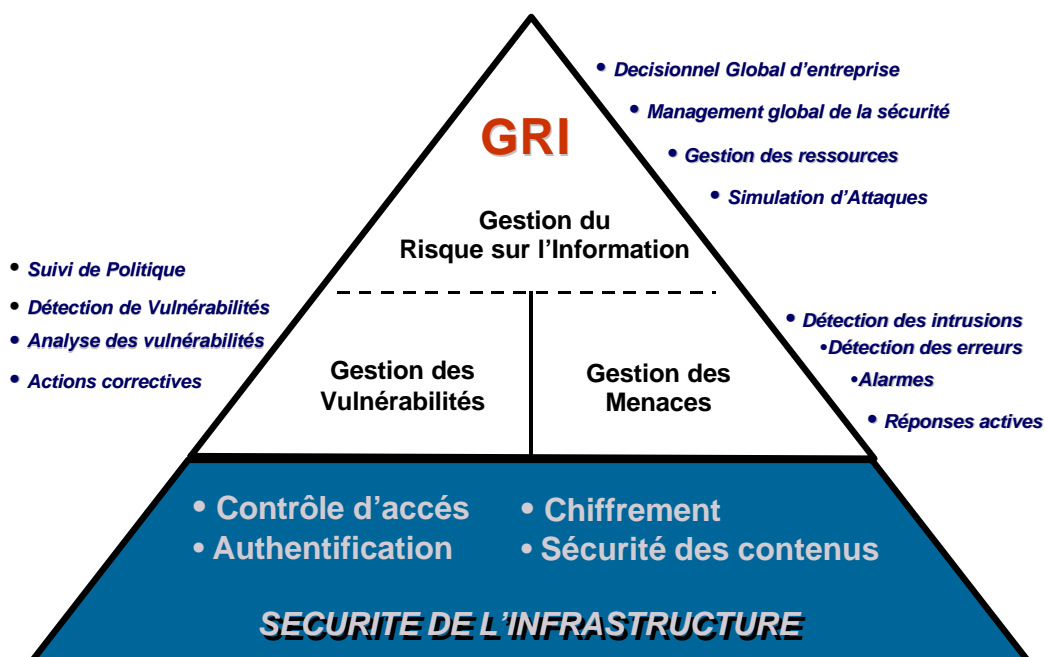 • Decisionnel Global d'entreprise
• Management global de la sécurité
GRI
• Gestion des ressources
• Simulation d'Attaques
Gestion du
Risque sur l'Information
• Suivi de Politique
• Détection de Vulnérabilités
• Analyse des vulnérabilités
• Actions correctives
Gestion des
Vulnérabilités
Gestion des
Menaces
• Détection des intrusions
•Détection des erreurs
•Alarmes
• Réponses actives
• Contrôle d'accés
• Authentification
• Chiffrement
• Sécurité des contenus
SECURITE DE L'INFRASTRUCTURE